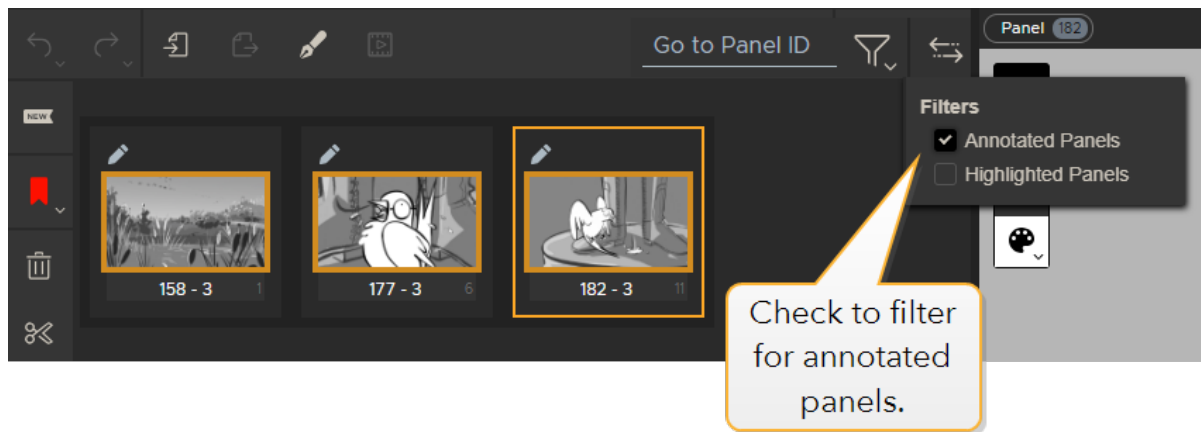 Go to Panel ID
Panel 182
NEW
Filters
Annotated Panels
Highlighted Panels
158 - 3 1
177 - 3 6
182 - 3 11
Check to filter
for annotated
panels.